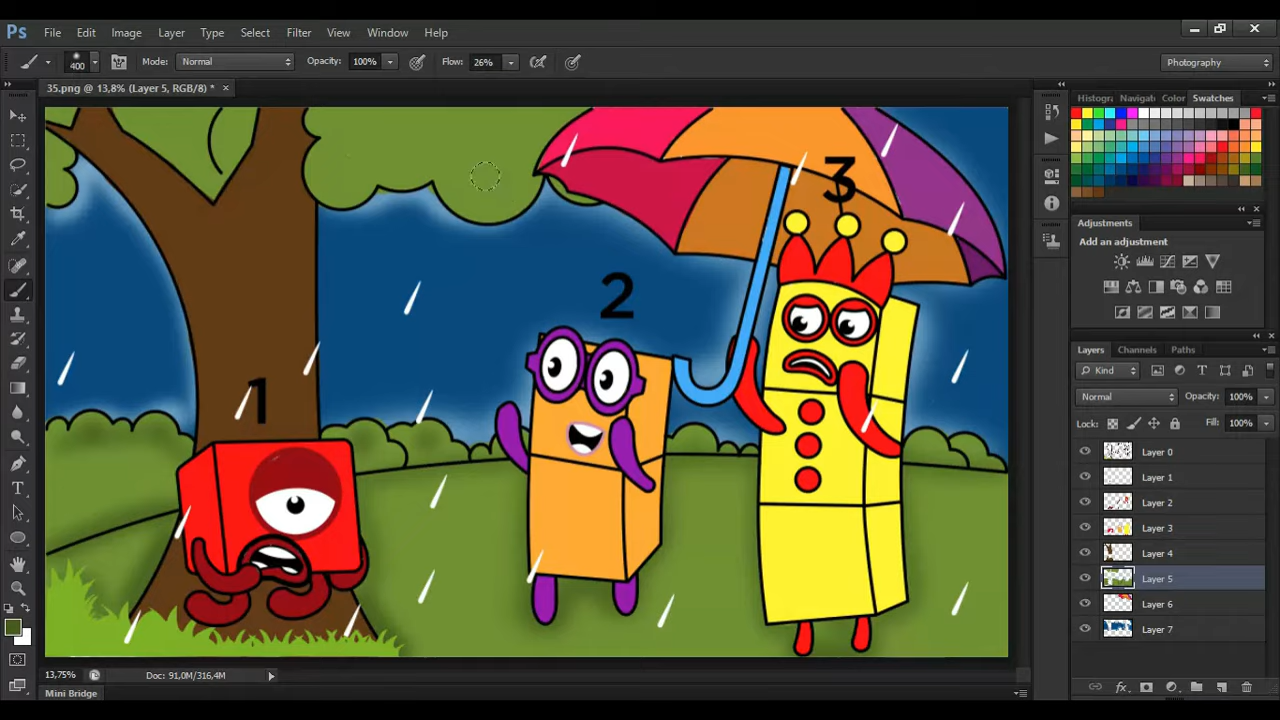 Ps File Edit Image Layer Type Select Filter View Window Help
400 Mode: Normal Opacity: 100% Flow: 26% Photography
35.png @ 13,8% (Layer 5, RGB/8) * ×
Histogr Navigat Color Swatches
3
Adjustments
Add an adjustment
2
Layers Channels Paths
Kind
1
Normal Opacity: 100%
Lock: Fill: 100%
Layer 0
Layer 1
Layer 2
Layer 3
Layer 4
Layer 5
Layer 6
Layer 7
13,75% Doc: 91,0M/316,4M
Mini Bridge
fx